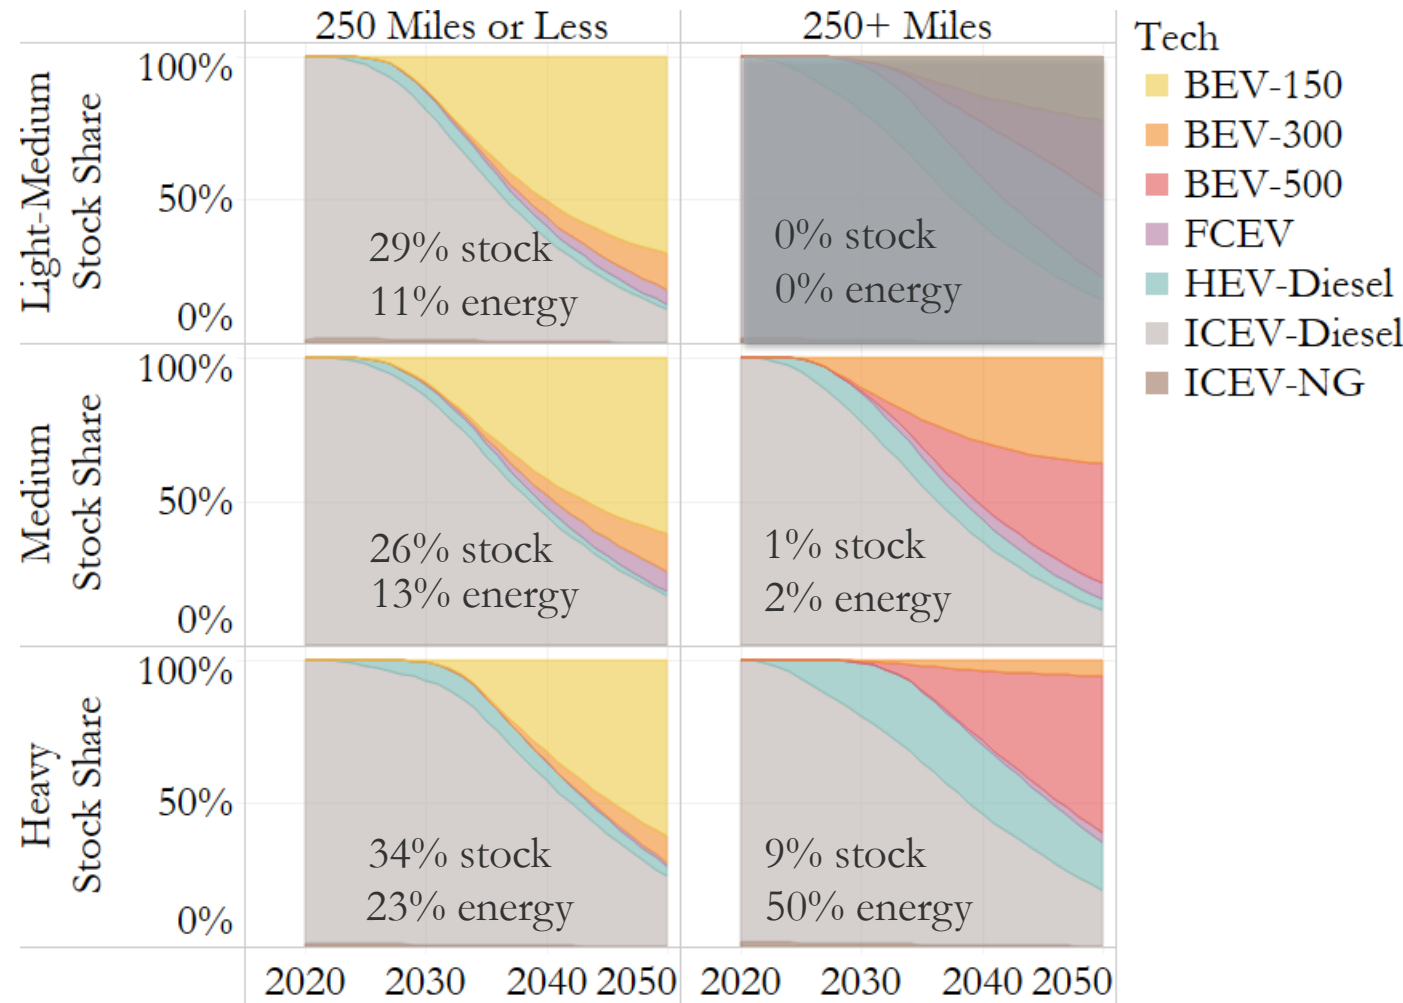 250 Miles or Less
250+ Miles
Tech
BEV-150
BEV-300
BEV-500
FCEV
HEV-Diesel
ICEV-Diesel
ICEV-NG
Light-Medium
Stock Share
100%
50%
0%
29% stock
11% energy
0% stock
0% energy
Medium
Stock Share
100%
50%
0%
26% stock
13% energy
1% stock
2% energy
Heavy
Stock Share
100%
50%
0%
34% stock
23% energy
9% stock
50% energy
2020 2030 2040 2050
2020 2030 2040 2050